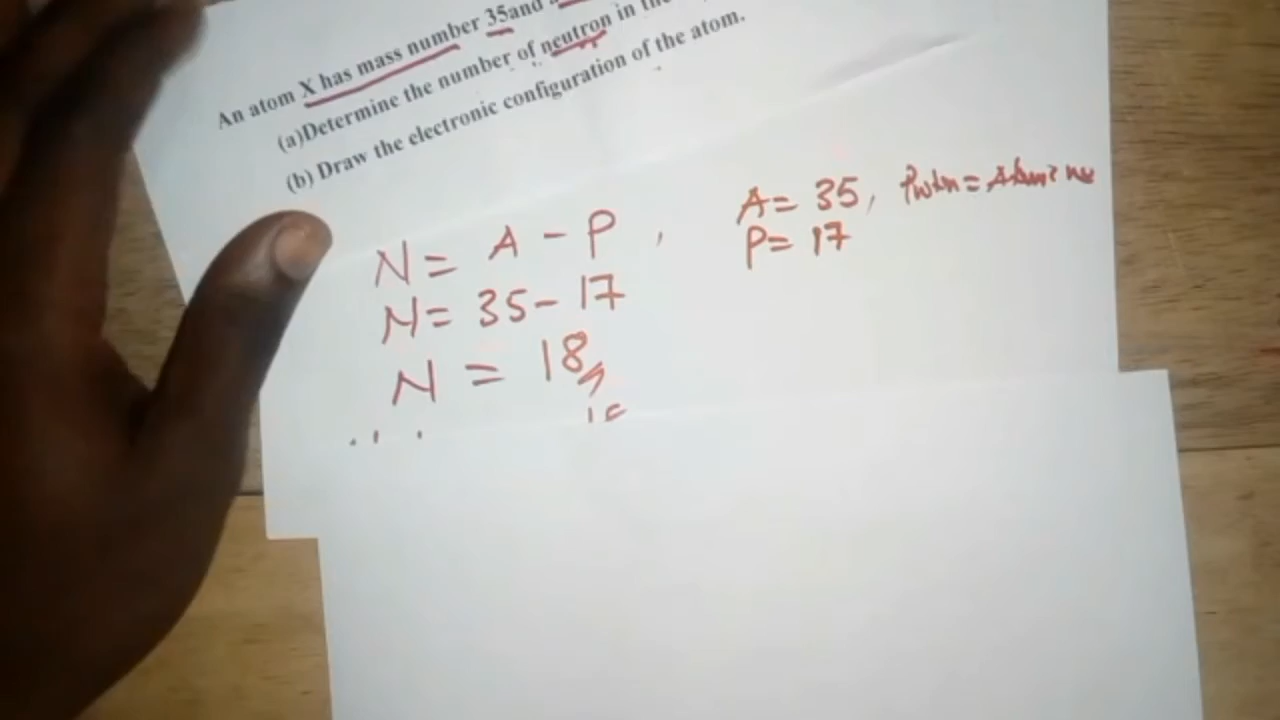 An atom X has mass number 35and
(a)Determine the number of neutron in the
(b) Draw the electronic configuration of the atom.
N = A - P , A = 35,
P = 17
N = 35 - 17
N = 18